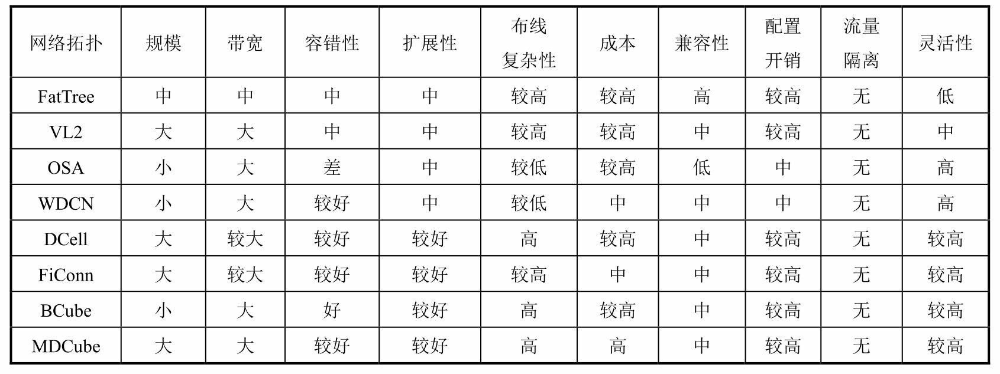 网络拓扑 规模 带宽 容错性 扩展性 布线复杂性 成本 兼容性 配置开销 流量隔离 灵活性
FatTree 中 中 中 中 较高 较高 高 较高 无 低
VL2 大 大 中 中 较高 较高 中 较高 无 中
OSA 小 大 差 中 较低 较高 低 中 无 高
WDCN 小 大 较好 中 较低 中 中 中 无 高
DCell 大 较大 较好 较好 高 较高 中 较高 无 较高
FiConn 大 较大 较好 较好 较高 中 中 较高 无 较高
BCube 小 大 好 较好 高 较高 中 较高 无 较高
MDCube 大 大 较好 较好 高 高 中 较高 无 较高